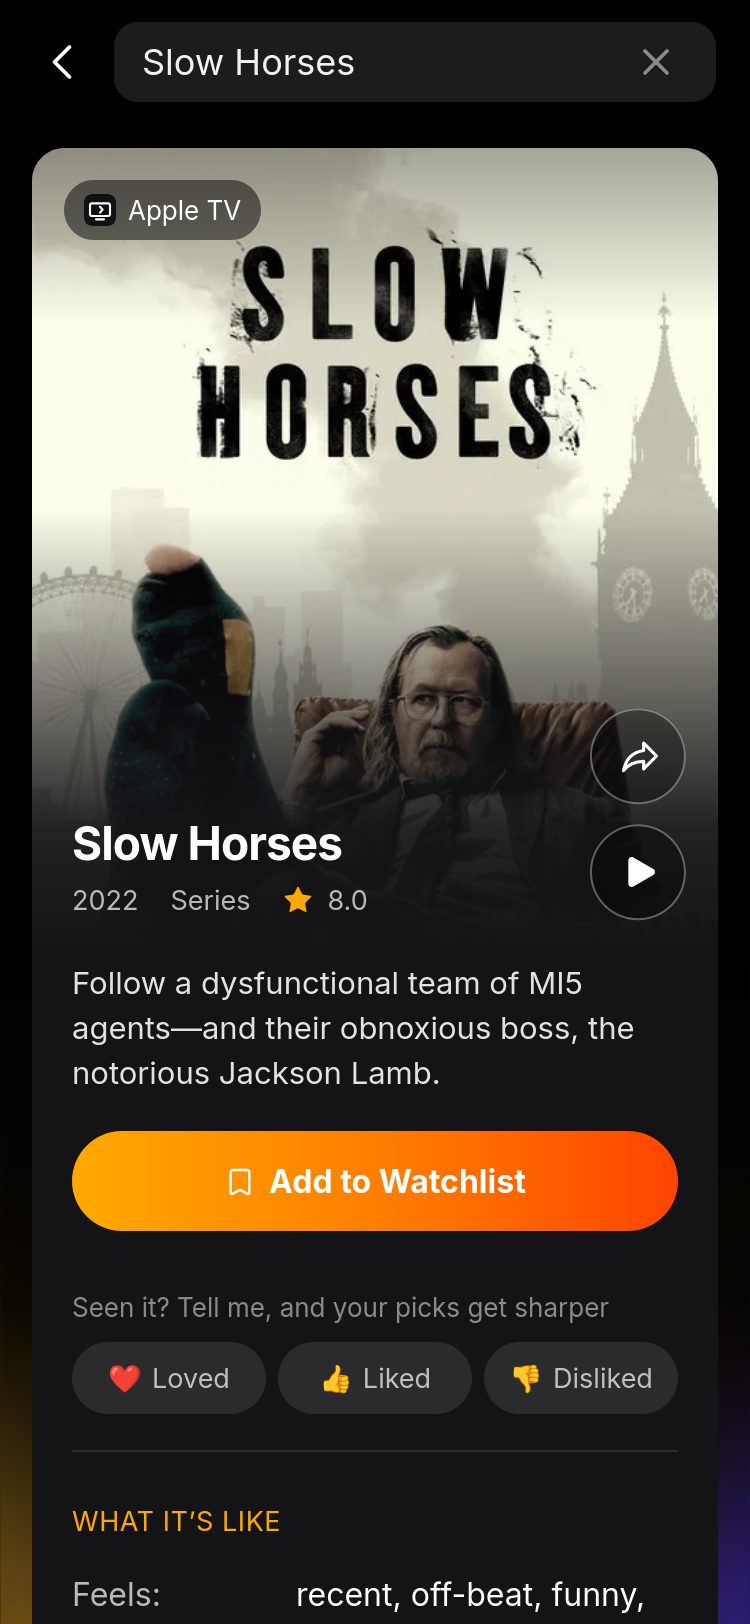 Slow Horses
Apple TV
SLOW
HORSES
Slow Horses
2022 Series 8.0
Follow a dysfunctional team of MI5
agents—and their obnoxious boss, the
notorious Jackson Lamb.
Add to Watchlist
Seen it? Tell me, and your picks get sharper
Loved Liked Disliked
WHAT IT’S LIKE
Feels: recent, off-beat, funny,